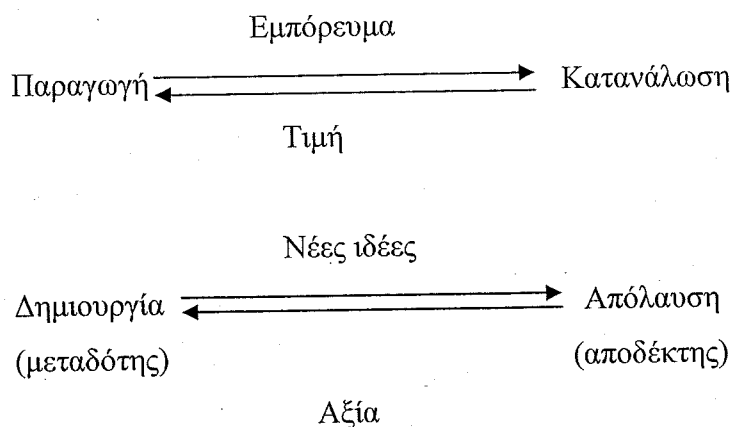 Εμπόρευμα
Παραγωγή Κατανάλωση
Τιμή
Νέες ιδέες
Δημιουργία Απόλαυση
(μεταδότης) (αποδέκτης)
Αξία